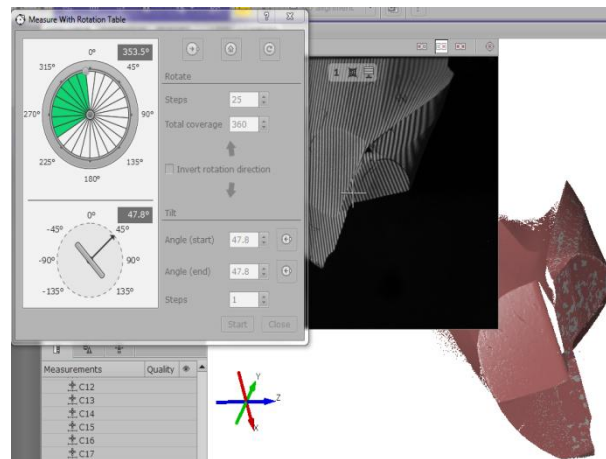 Measure With Rotation Table
?
0°
353.5°
315°
45°
270°
90°
225°
135°
180°
Rotate
Steps
25
Total coverage
360
Invert rotation direction
0°
47.8°
-45°
45°
-90°
90°
-135°
135°
Tilt
Angle (start)
47.8
Angle (end)
47.8
Steps
1
Start
Close
alignment
1
Measurements
Quality
C12
C13
C14
C15
C16
C17
Y
Z
X